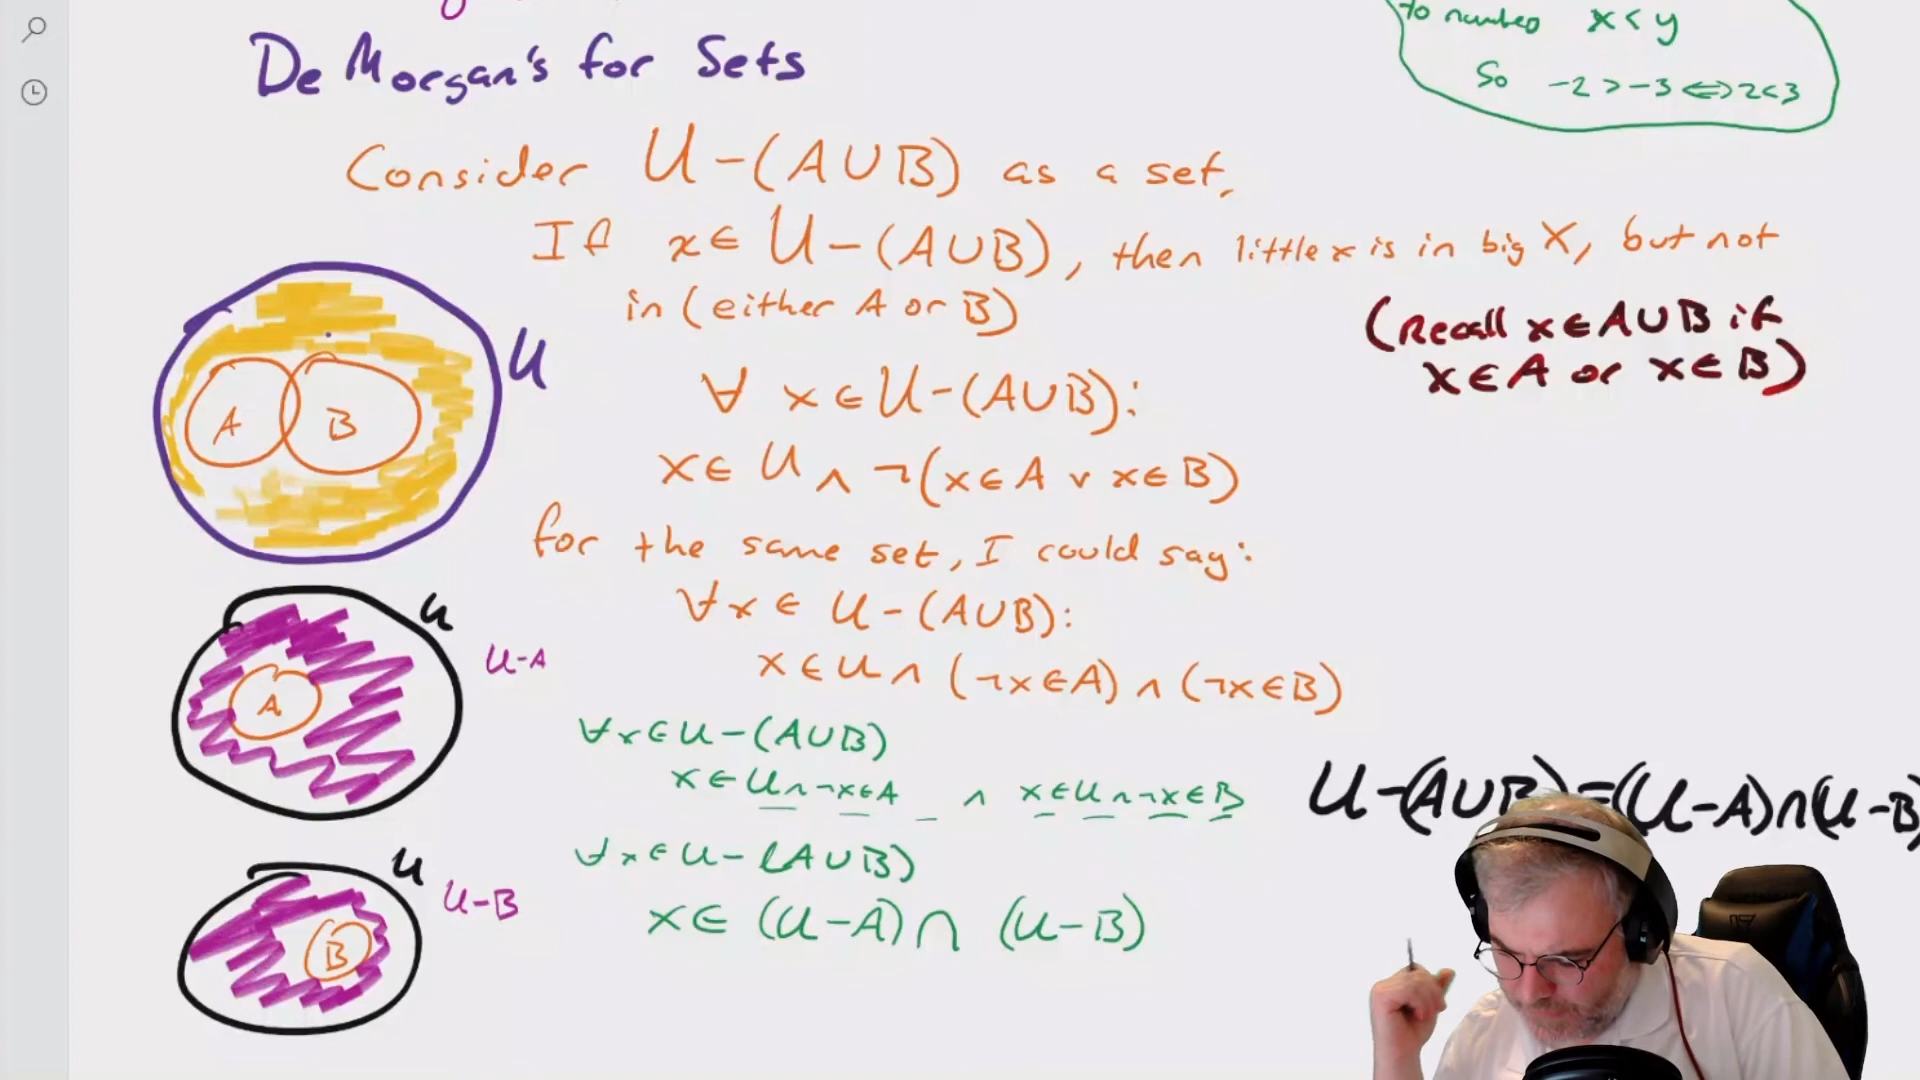 De Morgan's for Sets
to numbers x < y
So -2 > -3 ⇔ 2 < 3
Consider U - (A ∪ B) as a set.
If x ∈ U - (A ∪ B), then little x is in big X, but not
in (either A or B)
(Recall x ∈ A ∪ B if
x ∈ A or x ∈ B)
U
A B
∀ x ∈ U - (A ∪ B):
x ∈ U ∧ ¬(x ∈ A ∨ x ∈ B)
for the same set, I could say:
∀x ∈ U - (A ∪ B):
x ∈ U ∧ (¬x ∈ A) ∧ (¬x ∈ B)
U
U-A
A
∀x ∈ U - (A ∪ B)
x ∈ U ∧ ¬x ∈ A ∧ x ∈ U ∧ ¬x ∈ B
U - (A ∪ B) = (U - A) ∩ (U - B)
∀x ∈ U - (A ∪ B)
x ∈ (U - A) ∩ (U - B)
U
U-B
B